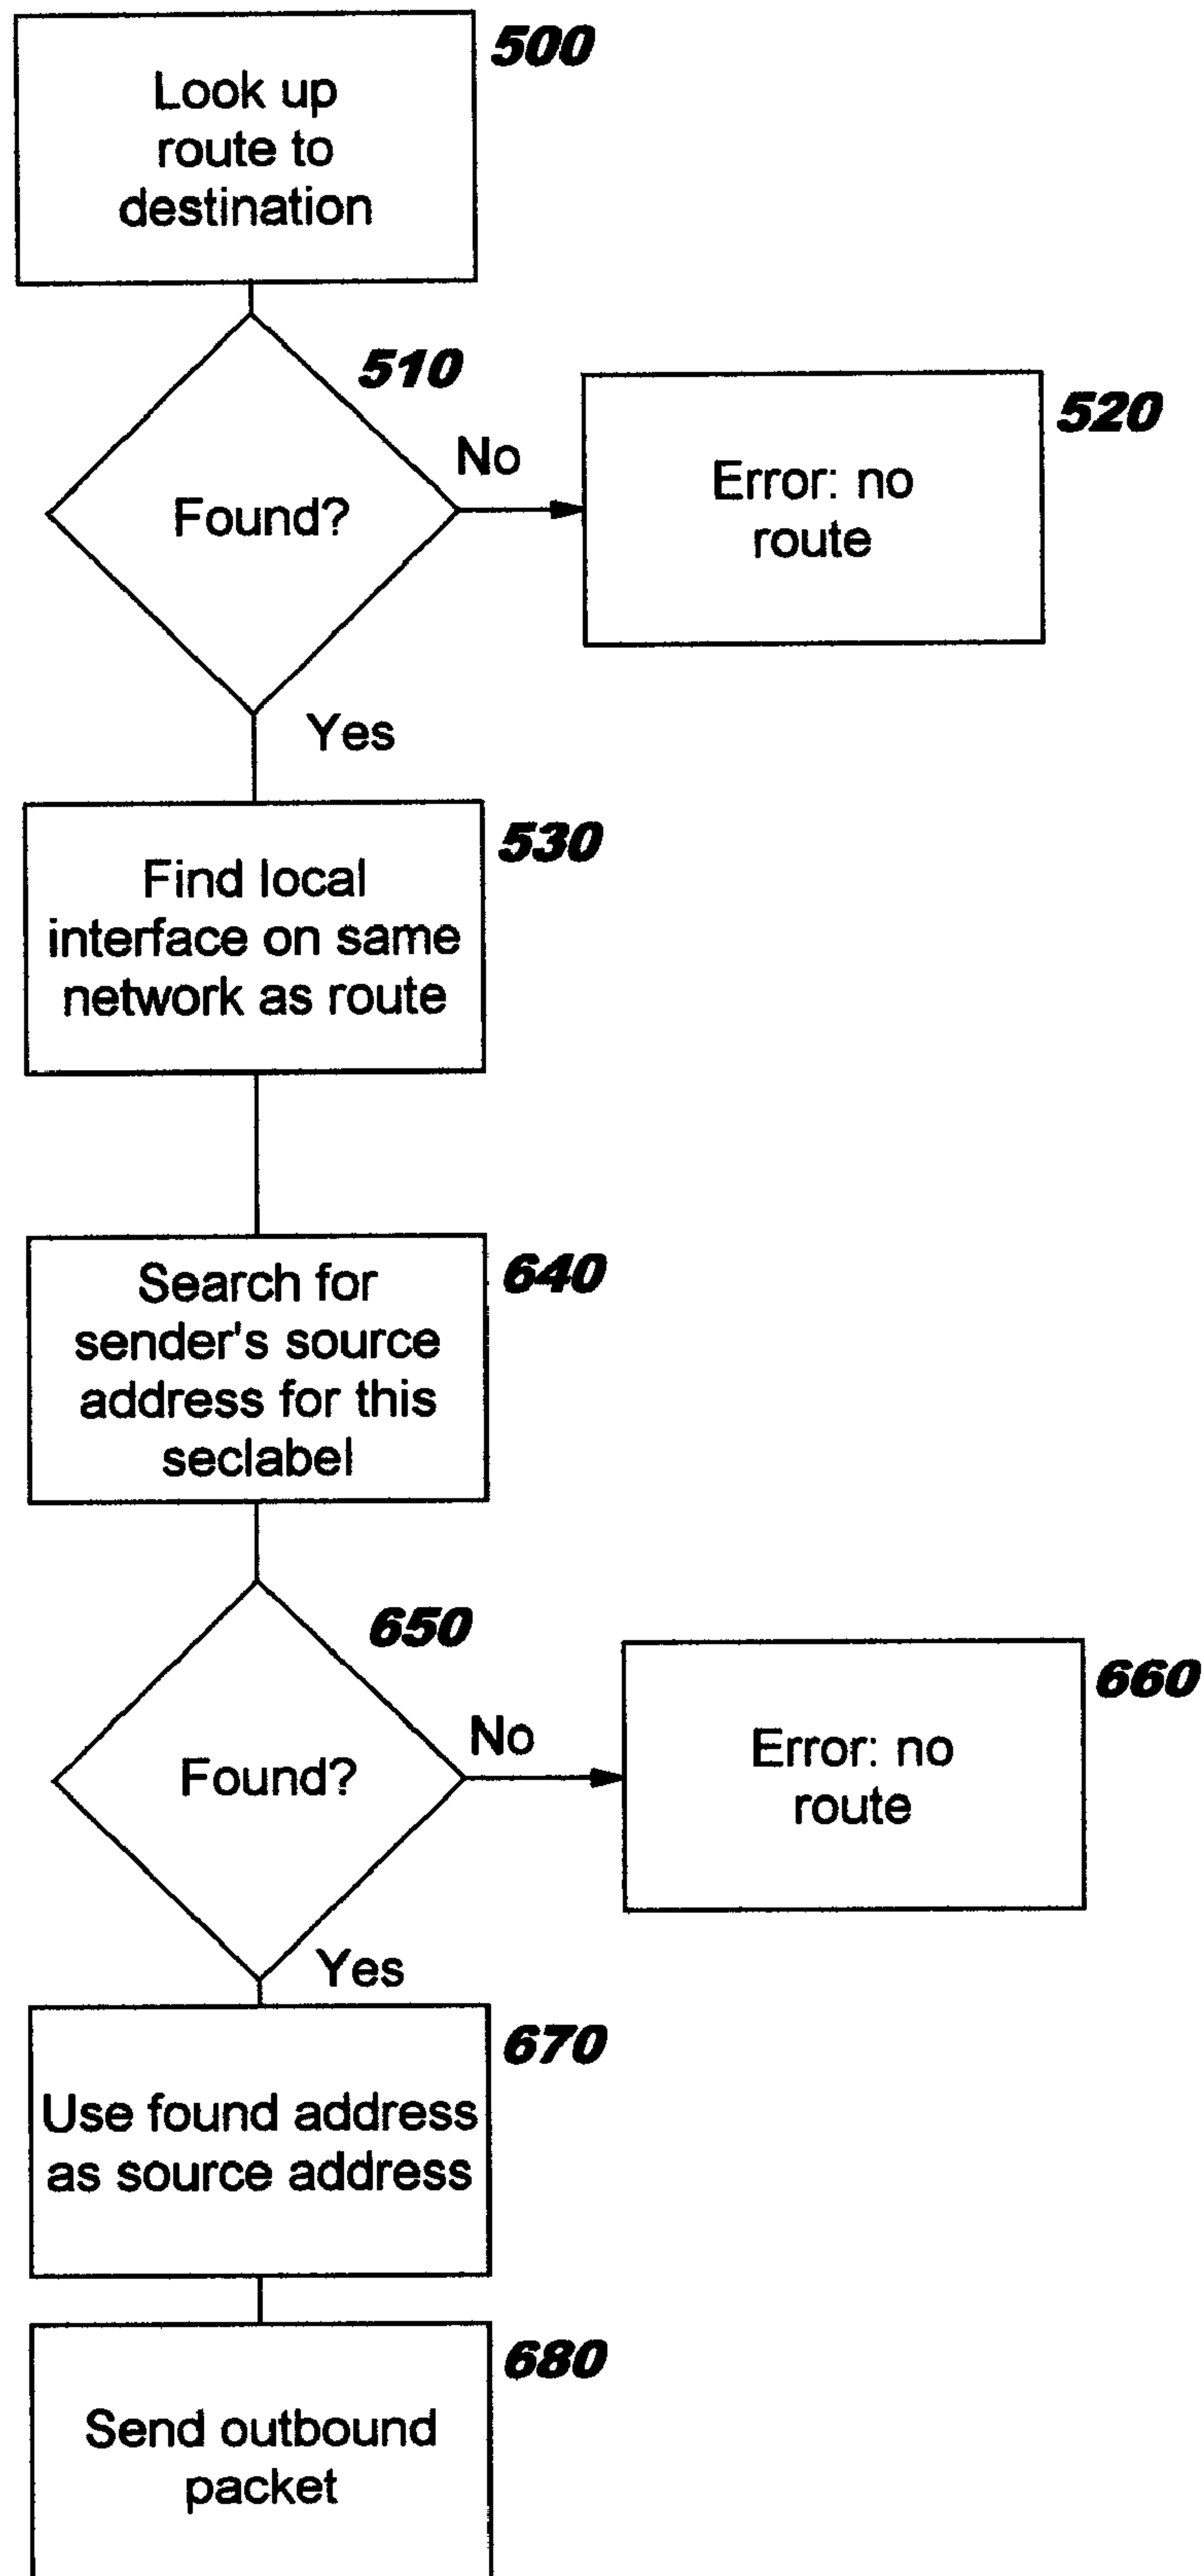 500
Look up
route to
destination
510
Found?
No
520
Error: no
route
Yes
530
Find local
interface on same
network as route
640
Search for
sender's source
address for this
seclabel
650
Found?
No
660
Error: no
route
Yes
670
Use found address
as source address
680
Send outbound
packet